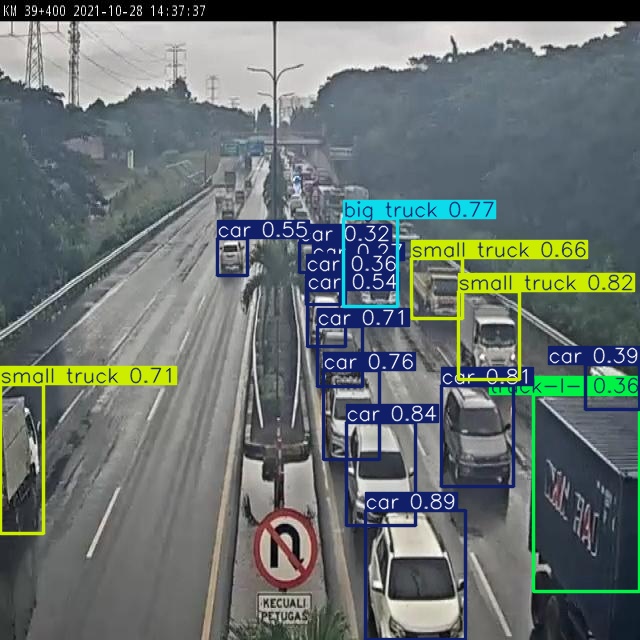 KM 39+400 2021-10-28 14:37:37
big truck 0.77
car 0.55
car 0.32
small truck 0.66
car 0.36
car 0.54
small truck 0.82
car 0.71
car 0.39
car 0.76
small truck 0.71
car 0.81
truck-l- 0.36
car 0.84
car 0.89
KECUALI
PETUGAS